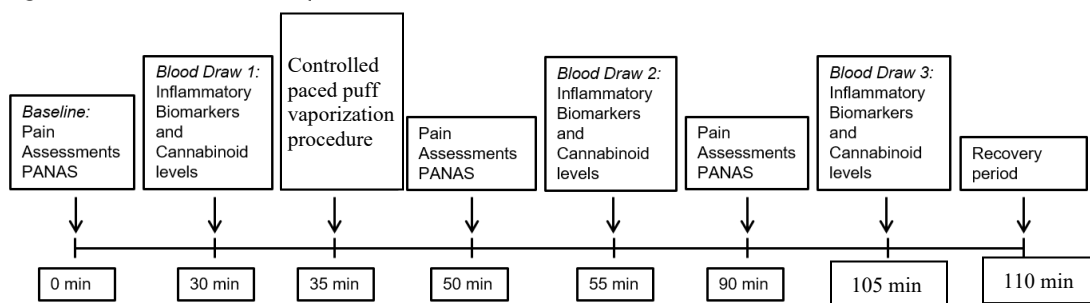 Baseline:
Pain
Assessments
PANAS
Blood Draw 1:
Inflammatory
Biomarkers
and
Cannabinoid
levels
Controlled
paced puff
vaporization
procedure
Pain
Assessments
PANAS
Blood Draw 2:
Inflammatory
Biomarkers
and
Cannabinoid
levels
Pain
Assessments
PANAS
Blood Draw 3:
Inflammatory
Biomarkers
and
Cannabinoid
levels
Recovery
period
0 min
30 min
35 min
50 min
55 min
90 min
105 min
110 min